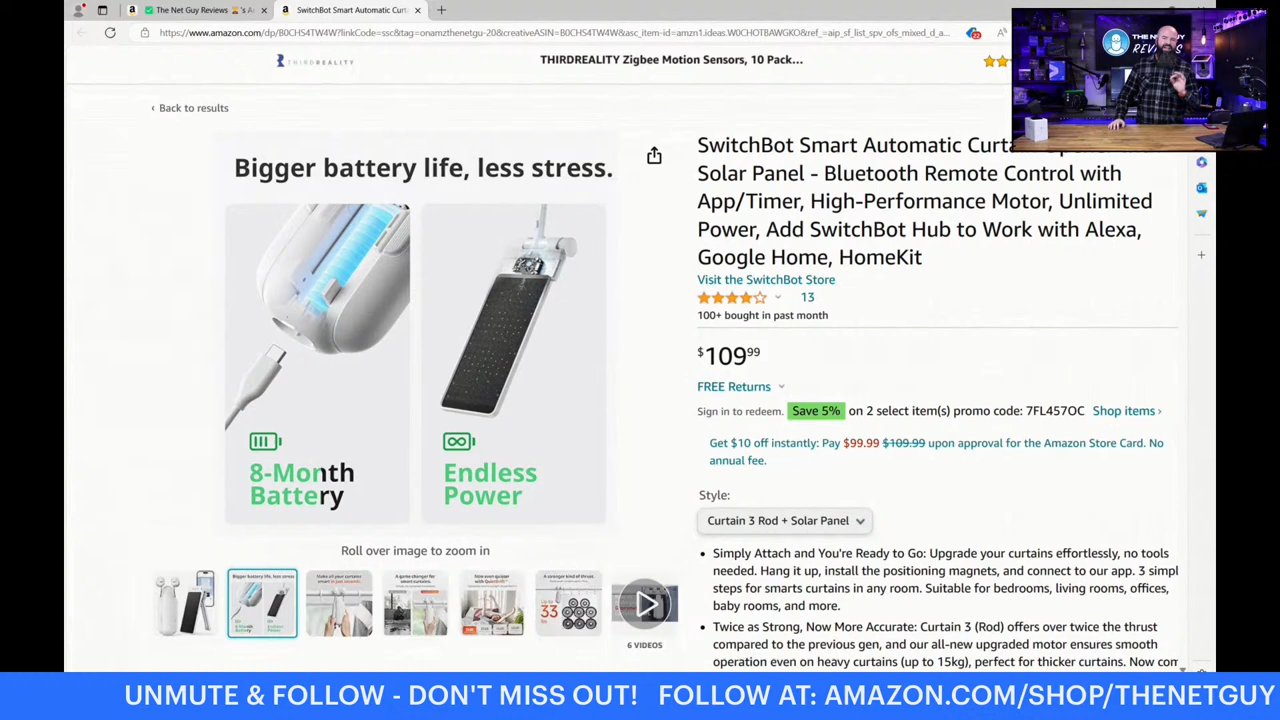 The Net Guy Reviews
's A
SwitchBot Smart Automatic Curt
https://www.amazon.com/dp/B0CHS4TW4W?linkCode=ssc&tag=onamzthenetgu-20&creativeASIN=B0CHS4TW4W&asc_item-id=amzn1.ideas.W0CHOTBAWGKO&ref_=aip_sf_list_spv_ofs_mixed_d_a...
22
THIRDREALITY
THIRDREALITY Zigbee Motion Sensors, 10 Pack...
THE NET GUY
REVIEWS
‹ Back to results
Bigger battery life, less stress.
8-Month
Battery
Endless
Power
Roll over image to zoom in
6 VIDEOS
SwitchBot Smart Automatic Curta
Solar Panel - Bluetooth Remote Control with
App/Timer, High-Performance Motor, Unlimited
Power, Add SwitchBot Hub to Work with Alexa,
Google Home, HomeKit
Visit the SwitchBot Store
13
100+ bought in past month
$109 99
FREE Returns
Sign in to redeem. Save 5% on 2 select item(s) promo code: 7FL457OC Shop items ›
Get $10 off instantly: Pay $99.99 $109.99 upon approval for the Amazon Store Card. No
annual fee.
Style:
Curtain 3 Rod + Solar Panel
• Simply Attach and You're Ready to Go: Upgrade your curtains effortlessly, no tools
needed. Hang it up, install the positioning magnets, and connect to our app. 3 simpl
steps for smarts curtains in any room. Suitable for bedrooms, living rooms, offices,
baby rooms, and more.
• Twice as Strong, Now More Accurate: Curtain 3 (Rod) offers over twice the thrust
compared to the previous gen, and our all-new upgraded motor ensures smooth
operation even on heavy curtains (up to 15kg), perfect for thicker curtains. Now com
UNMUTE & FOLLOW - DON'T MISS OUT! FOLLOW AT: AMAZON.COM/SHOP/THENETGUY